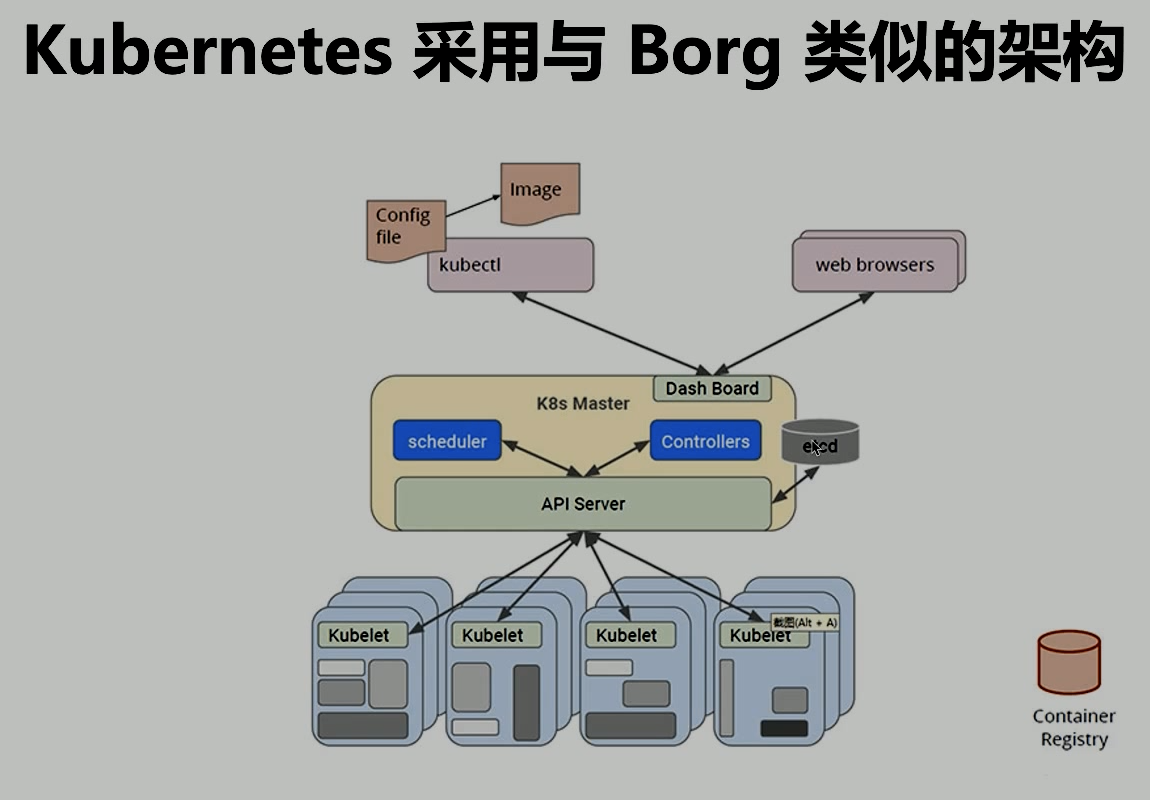 Kubernetes 采用与 Borg 类似的架构
Image
Config
file
kubectl
web browsers
Dash Board
K8s Master
scheduler
Controllers
API Server
Kubelet
Kubelet
Kubelet
Kubelet
截图(Alt + A)
Container
Registry